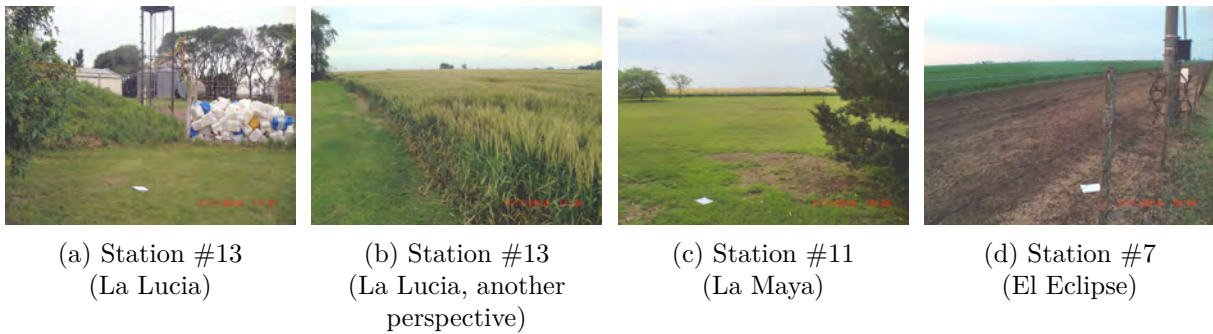 (a) Station #13
(La Lucia)
(b) Station #13
(La Lucia, another
perspective)
(c) Station #11
(La Maya)
(d) Station #7
(El Eclipse)